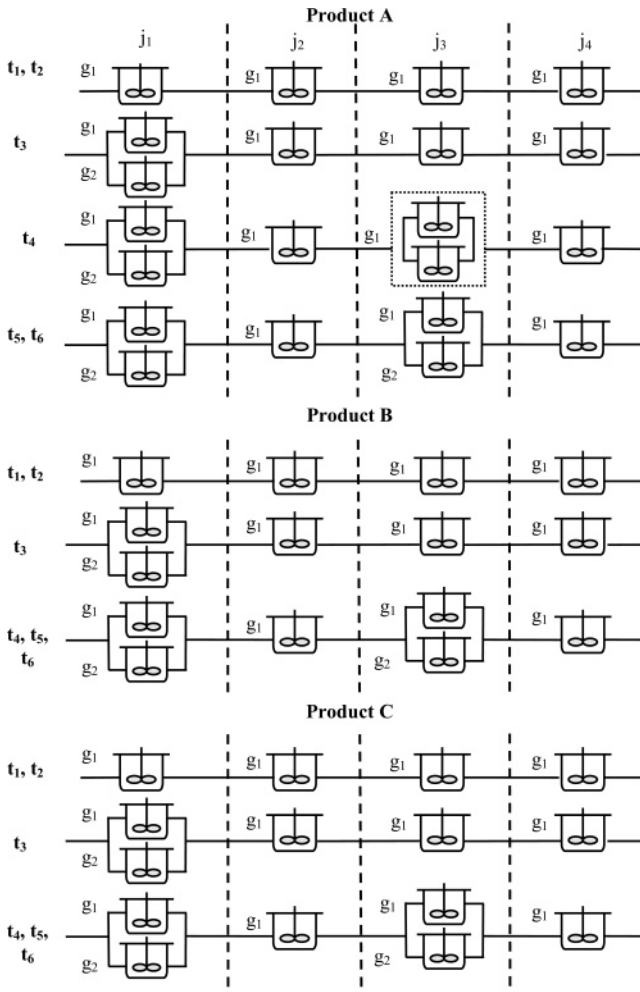 Product A
j1 j2 j3 j4
t1, t2 g1 g1 g1 g1
t3 g1 g2 g1 g1 g1
t4 g1 g2 g1 g1 g1
t5, t6 g1 g2 g1 g1 g2 g1
Product B
t1, t2 g1 g1 g1 g1
t3 g1 g2 g1 g1 g1
t4, t5, t6 g1 g2 g1 g1 g2 g1
Product C
t1, t2 g1 g1 g1 g1
t3 g1 g2 g1 g1 g1
t4, t5, t6 g1 g2 g1 g1 g2 g1